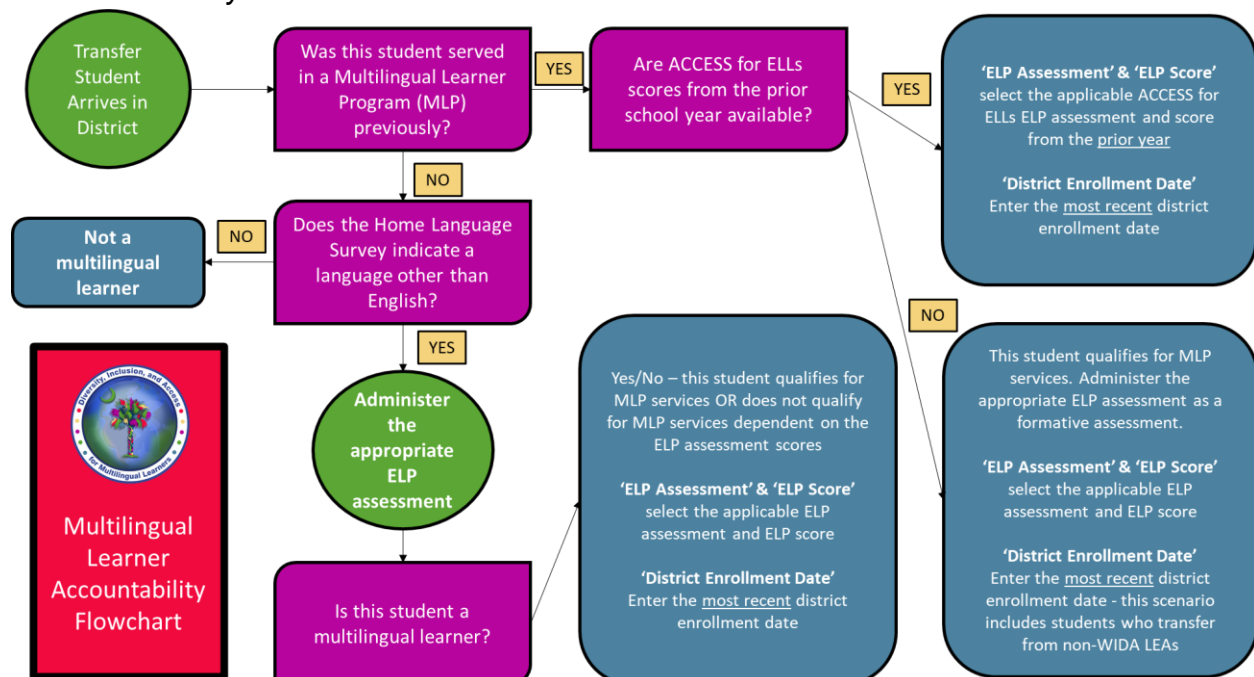 Transfer
Student
Arrives in
District
Was this student served
in a Multilingual Learner
Program (MLP)
previously?
YES
Are ACCESS for ELLs
scores from the prior
school year available?
YES
‘ELP Assessment’ & ‘ELP Score’
select the applicable ACCESS for
ELLs ELP assessment and score
from the prior year
‘District Enrollment Date’
Enter the most recent district
enrollment date
NO
Does the Home Language
Survey indicate a
language other than
English?
NO
Not a
multilingual
learner
YES
Administer
the
appropriate
ELP
assessment
Is this student a
multilingual learner?
Yes/No – this student qualifies for
MLP services OR does not qualify
for MLP services dependent on the
ELP assessment scores
‘ELP Assessment’ & ‘ELP Score’
select the applicable ELP
assessment and ELP score
‘District Enrollment Date’
Enter the most recent district
enrollment date
NO
This student qualifies for MLP
services. Administer the
appropriate ELP assessment as a
formative assessment.
‘ELP Assessment’ & ‘ELP Score’
select the applicable ELP
assessment and ELP score
‘District Enrollment Date’
Enter the most recent district
enrollment date - this scenario
includes students who transfer
from non-WIDA LEAs
Diversity, Inclusion, and Access
for Multilingual Learners
Multilingual
Learner
Accountability
Flowchart